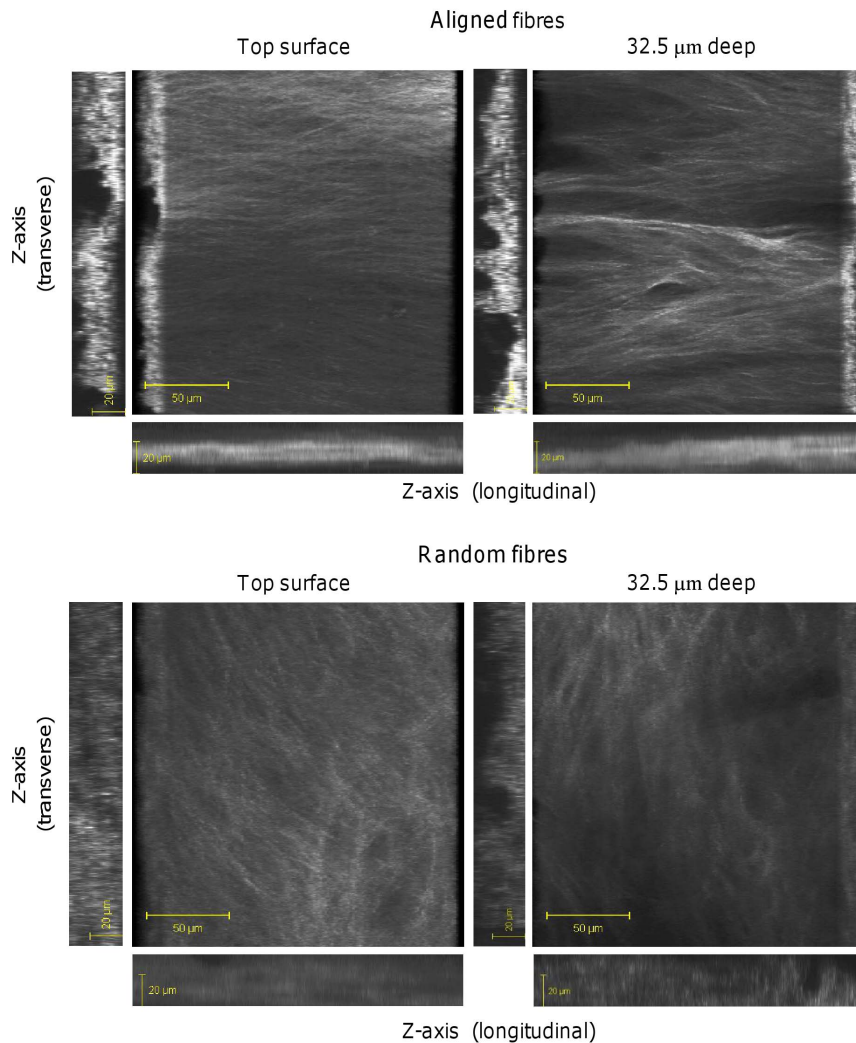 Aligned fibres
Top surface
32.5 μm deep
Z-axis
(transverse)
20 μm
50 μm
50 μm
20 μm
20 μm
Z-axis (longitudinal)
Random fibres
Top surface
32.5 μm deep
Z-axis
(transverse)
20 μm
50 μm
20 μm
50 μm
20 μm
20 μm
Z-axis (longitudinal)